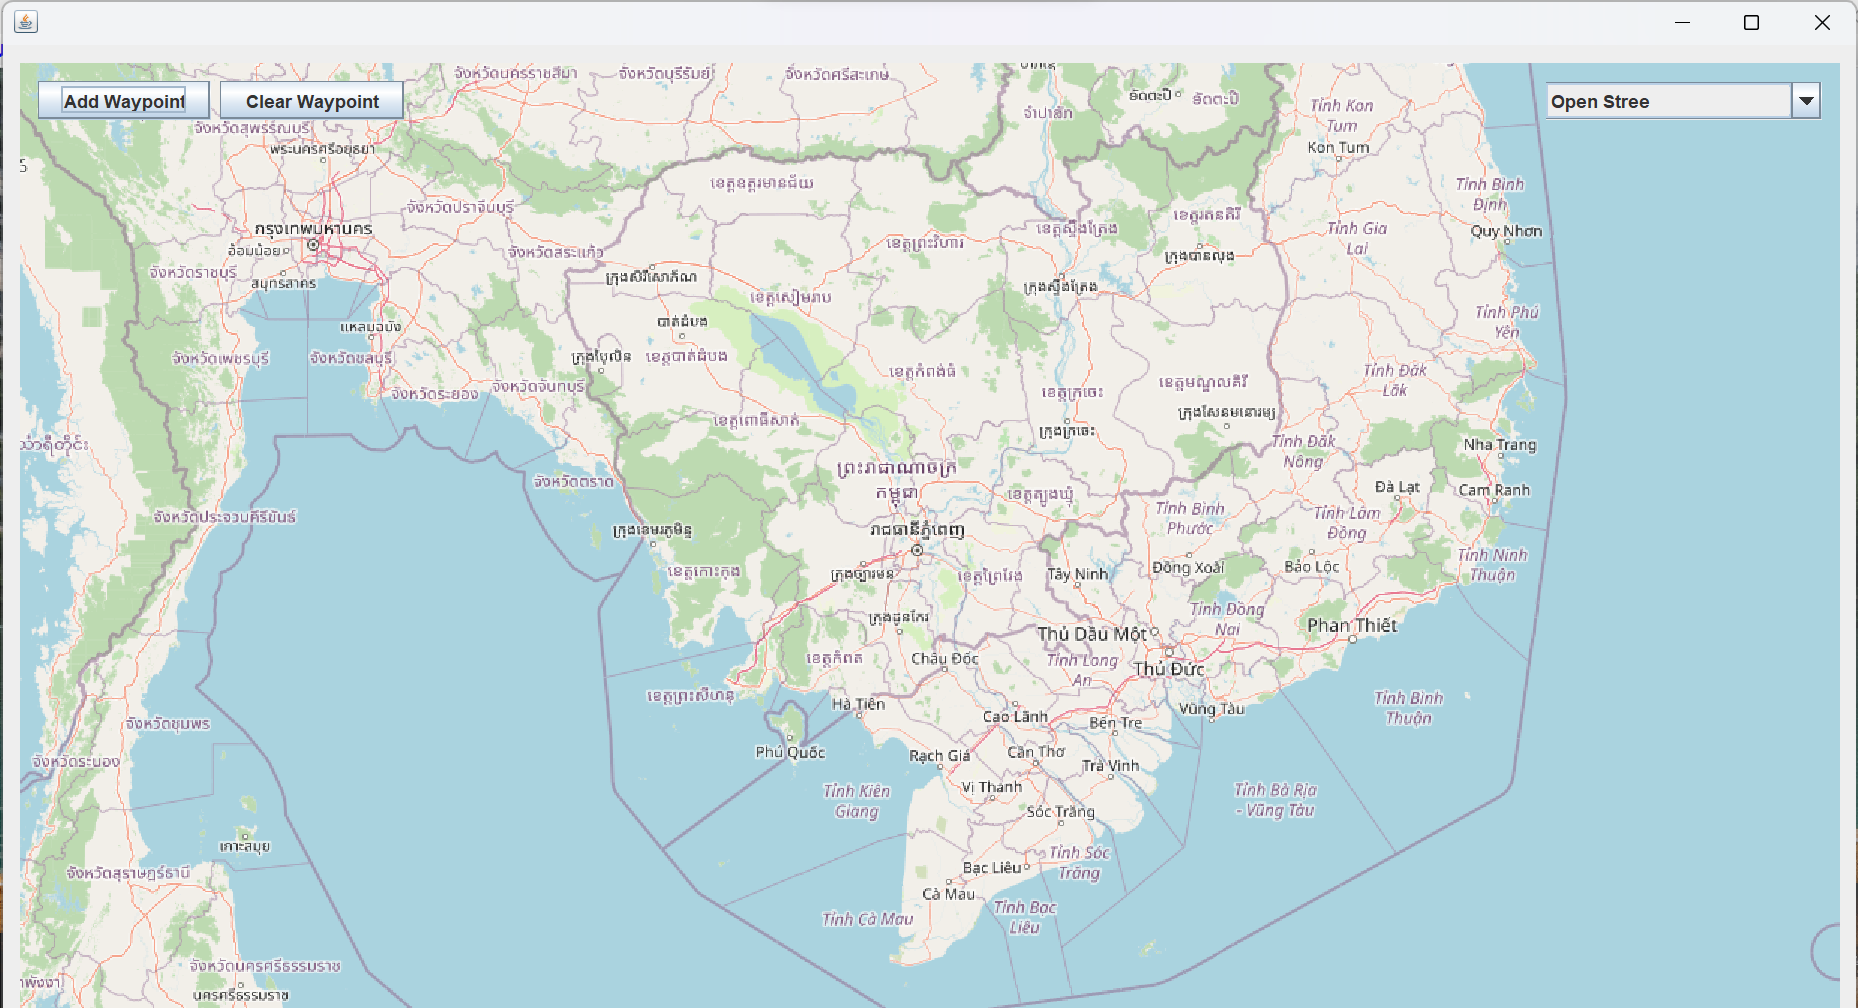 Add Waypoint
Clear Waypoint
Open Stree
จังหวัดนครราชสีมา
จังหวัดบุรีรัมย์
จังหวัดศรีสะเกษ
จำปาสัก
อัตตะปือ
Tỉnh Kon
Tum
Kon Tum
จังหวัดสุพรรณบุรี
พระนครศรีอยุธยา
5
ខេត្តឧត្ដរមានជ័យ
Tỉnh Bình
Định
Quy Nhơn
จังหวัดปราจีนบุรี
กรุงเทพมหานคร
อ้อมน้อย
จังหวัดสระแก้ว
ខេត្តព្រះវិហារ
ខេត្តស្ទឹងត្រែង
ខេត្តរតនគិរី
ក្រុងបានលុង
Tỉnh Gia
Lai
จังหวัดราชบุรี
สมุทรสาคร
ក្រុងសិរីសោភ័ណ
ខេត្តសៀមរាប
ក្រុងស្ទឹងត្រែង
แหลมฉบัง
បាត់ដំបង
Tỉnh Phú
Yên
จังหวัดเพชรบุรี
จังหวัดชลบุรี
ក្រុងប៉ៃលិន
ខេត្តបាត់ដំបង
ខេត្តកំពង់ធំ
Tỉnh Đắk
Lắk
จังหวัดระยอง
จังหวัดจันทบุรี
ខេត្តក្រចេះ
ខេត្តមណ្ឌលគិរី
ក្រុងសែនមនោរម្យ
ខេត្តពោធិ៍សាត់
ក្រុងក្រចេះ
Tỉnh Đắk
Nông
Nha Trang
ព្រះរាជាណាចក្រ
កម្ពុជា
จังหวัดตราด
ខេត្តត្បូងឃ្មុំ
Đà Lạt
Cam Ranh
จังหวัดประจวบคีรีขันธ์
Tỉnh Bình
Phước
Tỉnh Lâm
Đồng
ក្រុងខេមរភូមិន្ទ
រាជធានីភ្នំពេញ
Tỉnh Ninh
Thuận
ខេត្តកោះកុង
ក្រុងច្បារមន
ខេត្តព្រៃវែង
Tây Ninh
Đồng Xoài
Bảo Lộc
ក្រុងដូនកែវ
Tỉnh Đồng
Nai
Phan Thiết
Thủ Dầu Một
ខេត្តកំពត
Châu Đốc
Tỉnh Long
An
Thủ Đức
ខេត្តព្រះសីហនុ
Hà Tiên
Cao Lãnh
Bến Tre
Vũng Tàu
Tỉnh Bình
Thuận
จังหวัดชุมพร
Phú Quốc
Rạch Giá
Cần Thơ
Trà Vinh
จังหวัดระนอง
Tỉnh Kiên
Giang
Vị Thanh
Sóc Trăng
Tỉnh Bà Rịa
- Vũng Tàu
เกาะสมุย
จังหวัดสุราษฎร์ธานี
Bạc Liêu
Tỉnh Sóc
Trăng
Cà Mau
Tỉnh Cà Mau
Tỉnh Bạc
Liêu
จังหวัดนครศรีธรรมราช
นครศรีธรรมราช